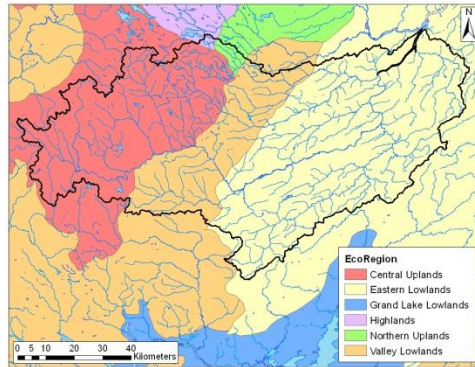 N
EcoRegion
Central Uplands
Eastern Lowlands
Grand Lake Lowlands
Highlands
Northern Uplands
Valley Lowlands
0 5 10 20 30 40
Kilometers